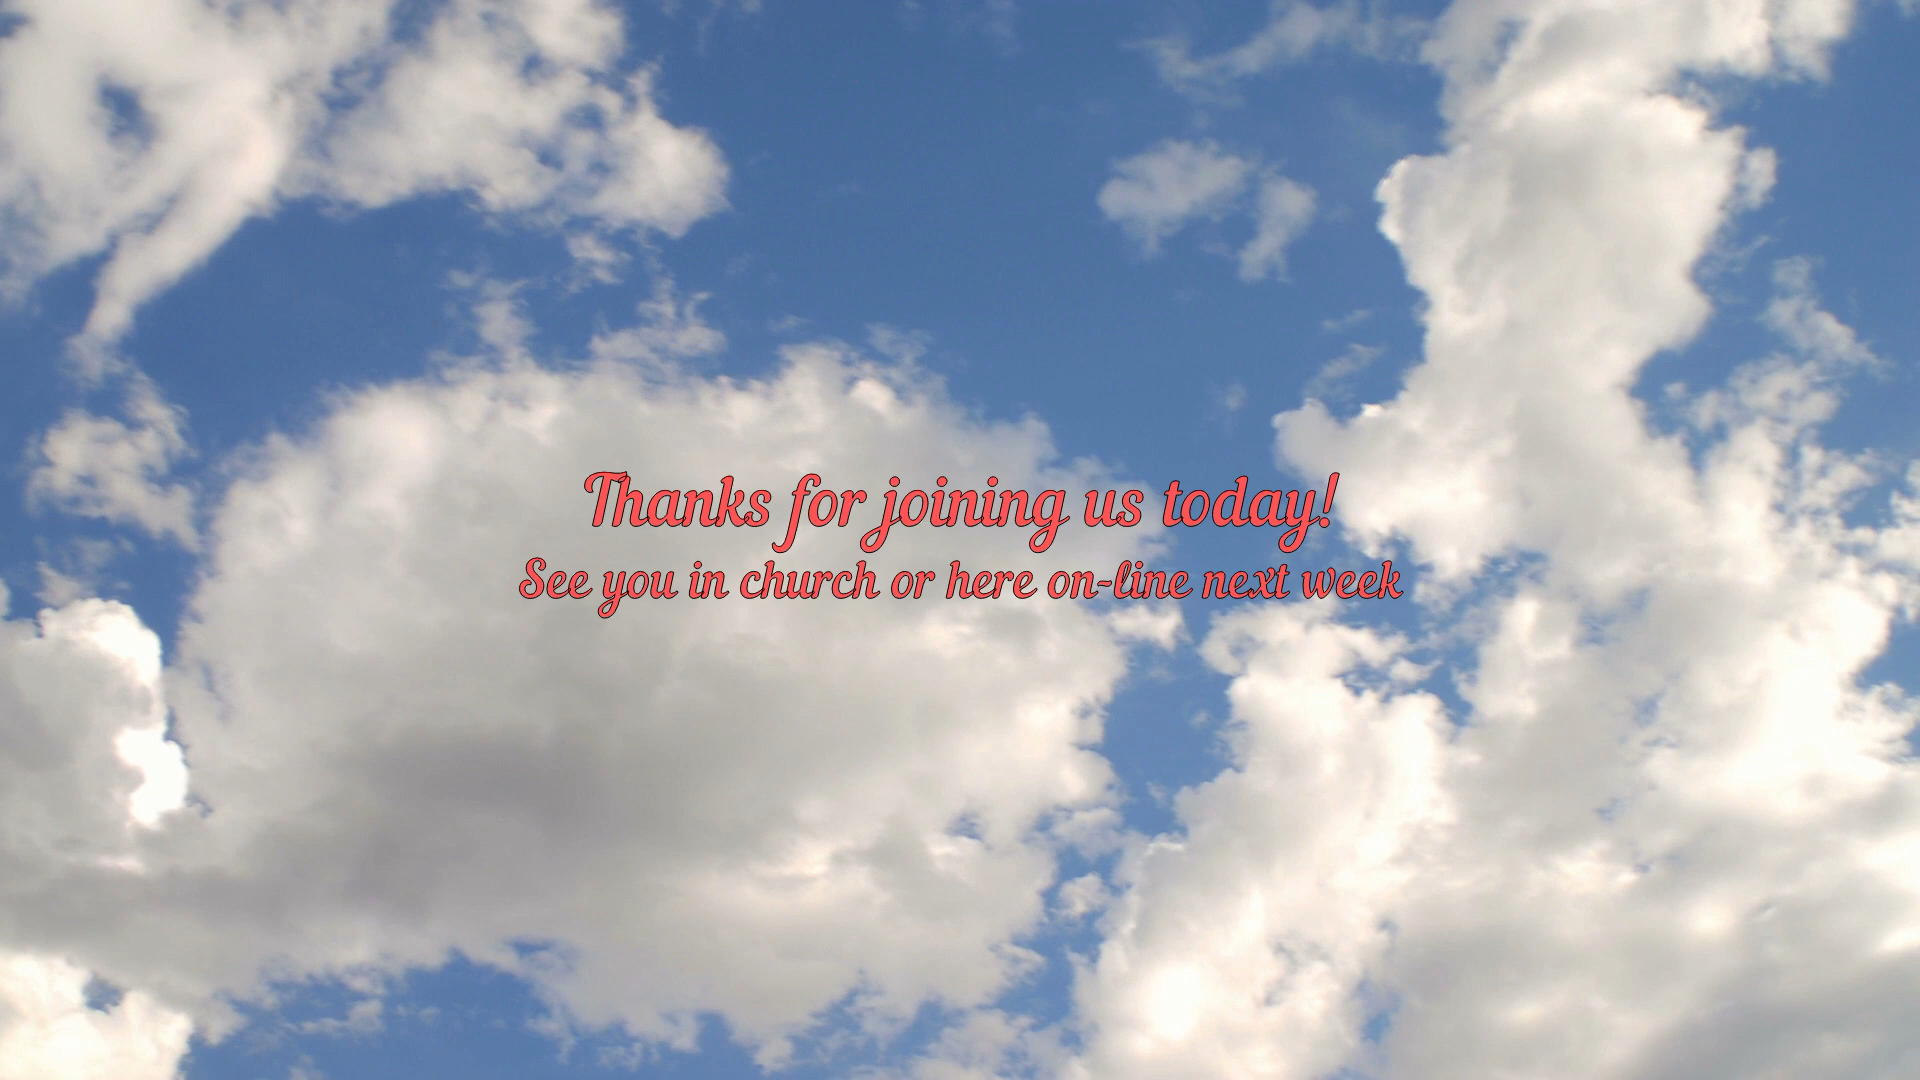 Thanks for joining us today!
See you in church or here on-line next week